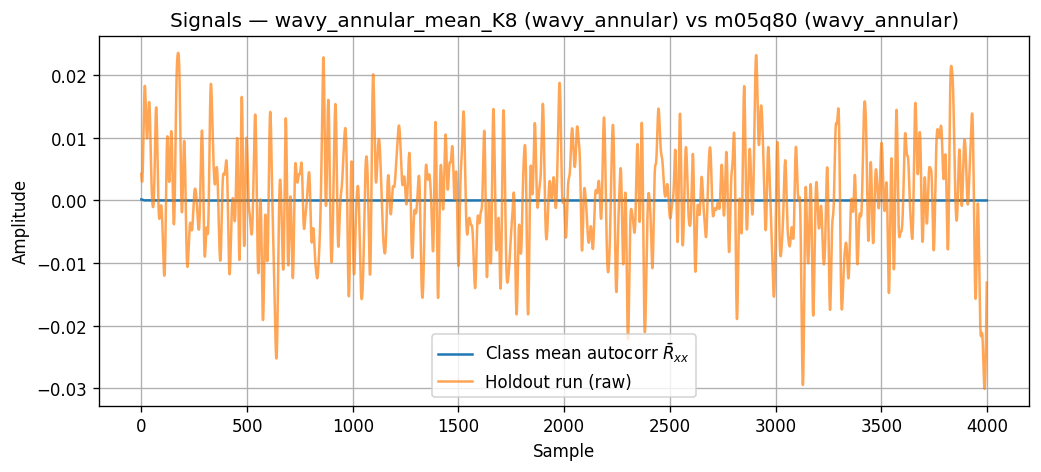 Signals — wavy_annular_mean_K8 (wavy_annular) vs m05q80 (wavy_annular)
0.02
0.01
0.00
−0.01
−0.02
−0.03
Amplitude
Class mean autocorr R̄xx
Holdout run (raw)
0 500 1000 1500 2000 2500 3000 3500 4000
Sample